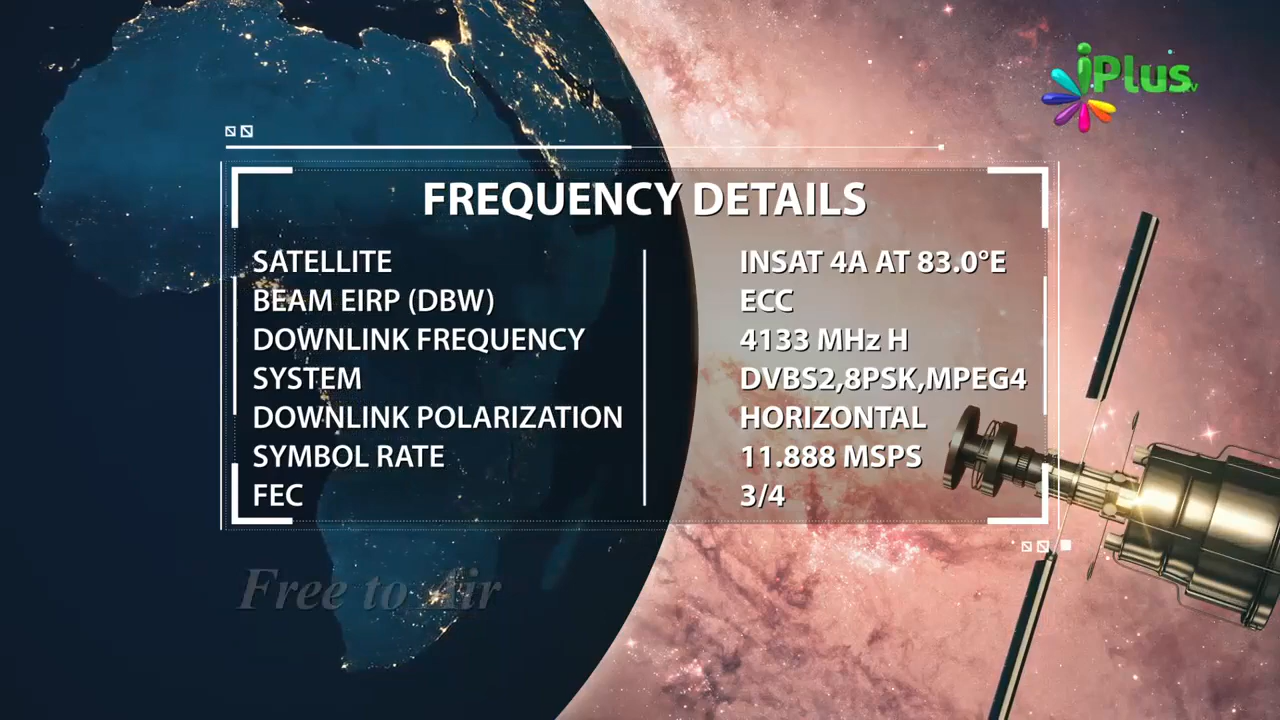 iPlus TV
FREQUENCY DETAILS
SATELLITE INSAT 4A AT 83.0°E
BEAM EIRP (DBW) ECC
DOWNLINK FREQUENCY 4133 MHz H
SYSTEM DVBS2,8PSK,MPEG4
DOWNLINK POLARIZATION HORIZONTAL
SYMBOL RATE 11.888 MSPS
FEC 3/4
Free to Air